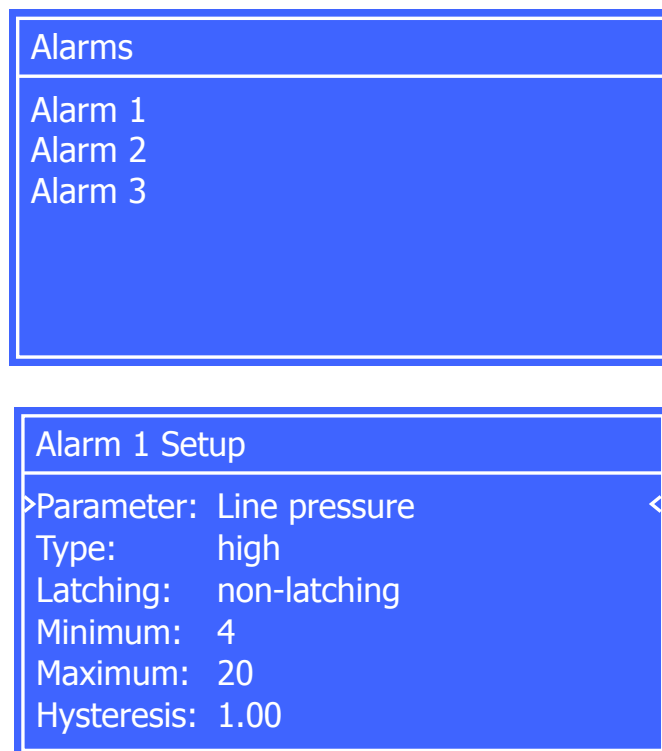 Alarms
Alarm 1
Alarm 2
Alarm 3
Alarm 1 Setup
>Parameter: Line pressure <
Type: high
Latching: non-latching
Minimum: 4
Maximum: 20
Hysteresis: 1.00